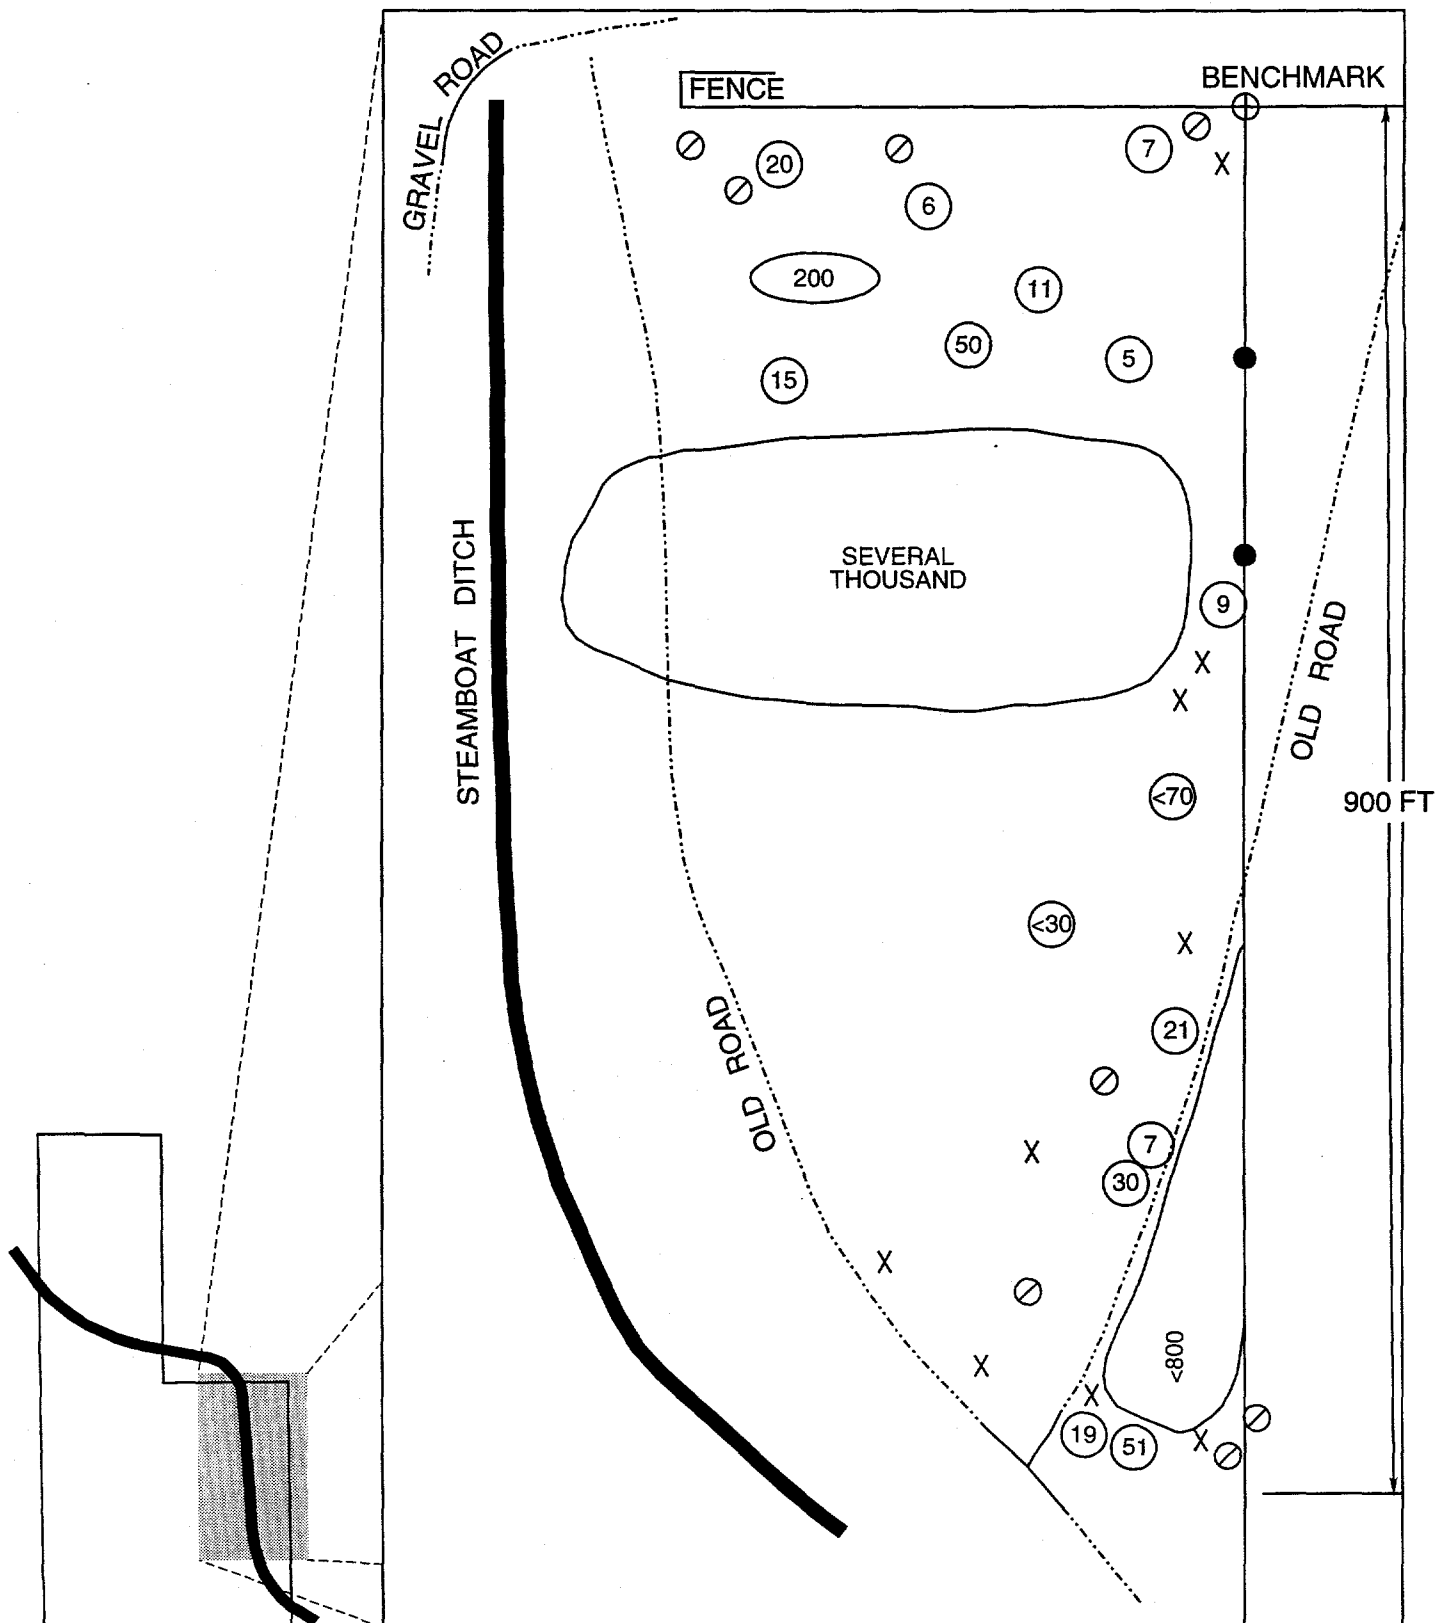 GRAVEL ROAD
FENCE
BENCHMARK
7
X
20
6
200
11
50
5
15
STEAMBOAT DITCH
SEVERAL
THOUSAND
9
X
X
OLD ROAD
<70
900 FT
<30
X
21
OLD ROAD
7
X
30
X
<800
X
X
19
51
X